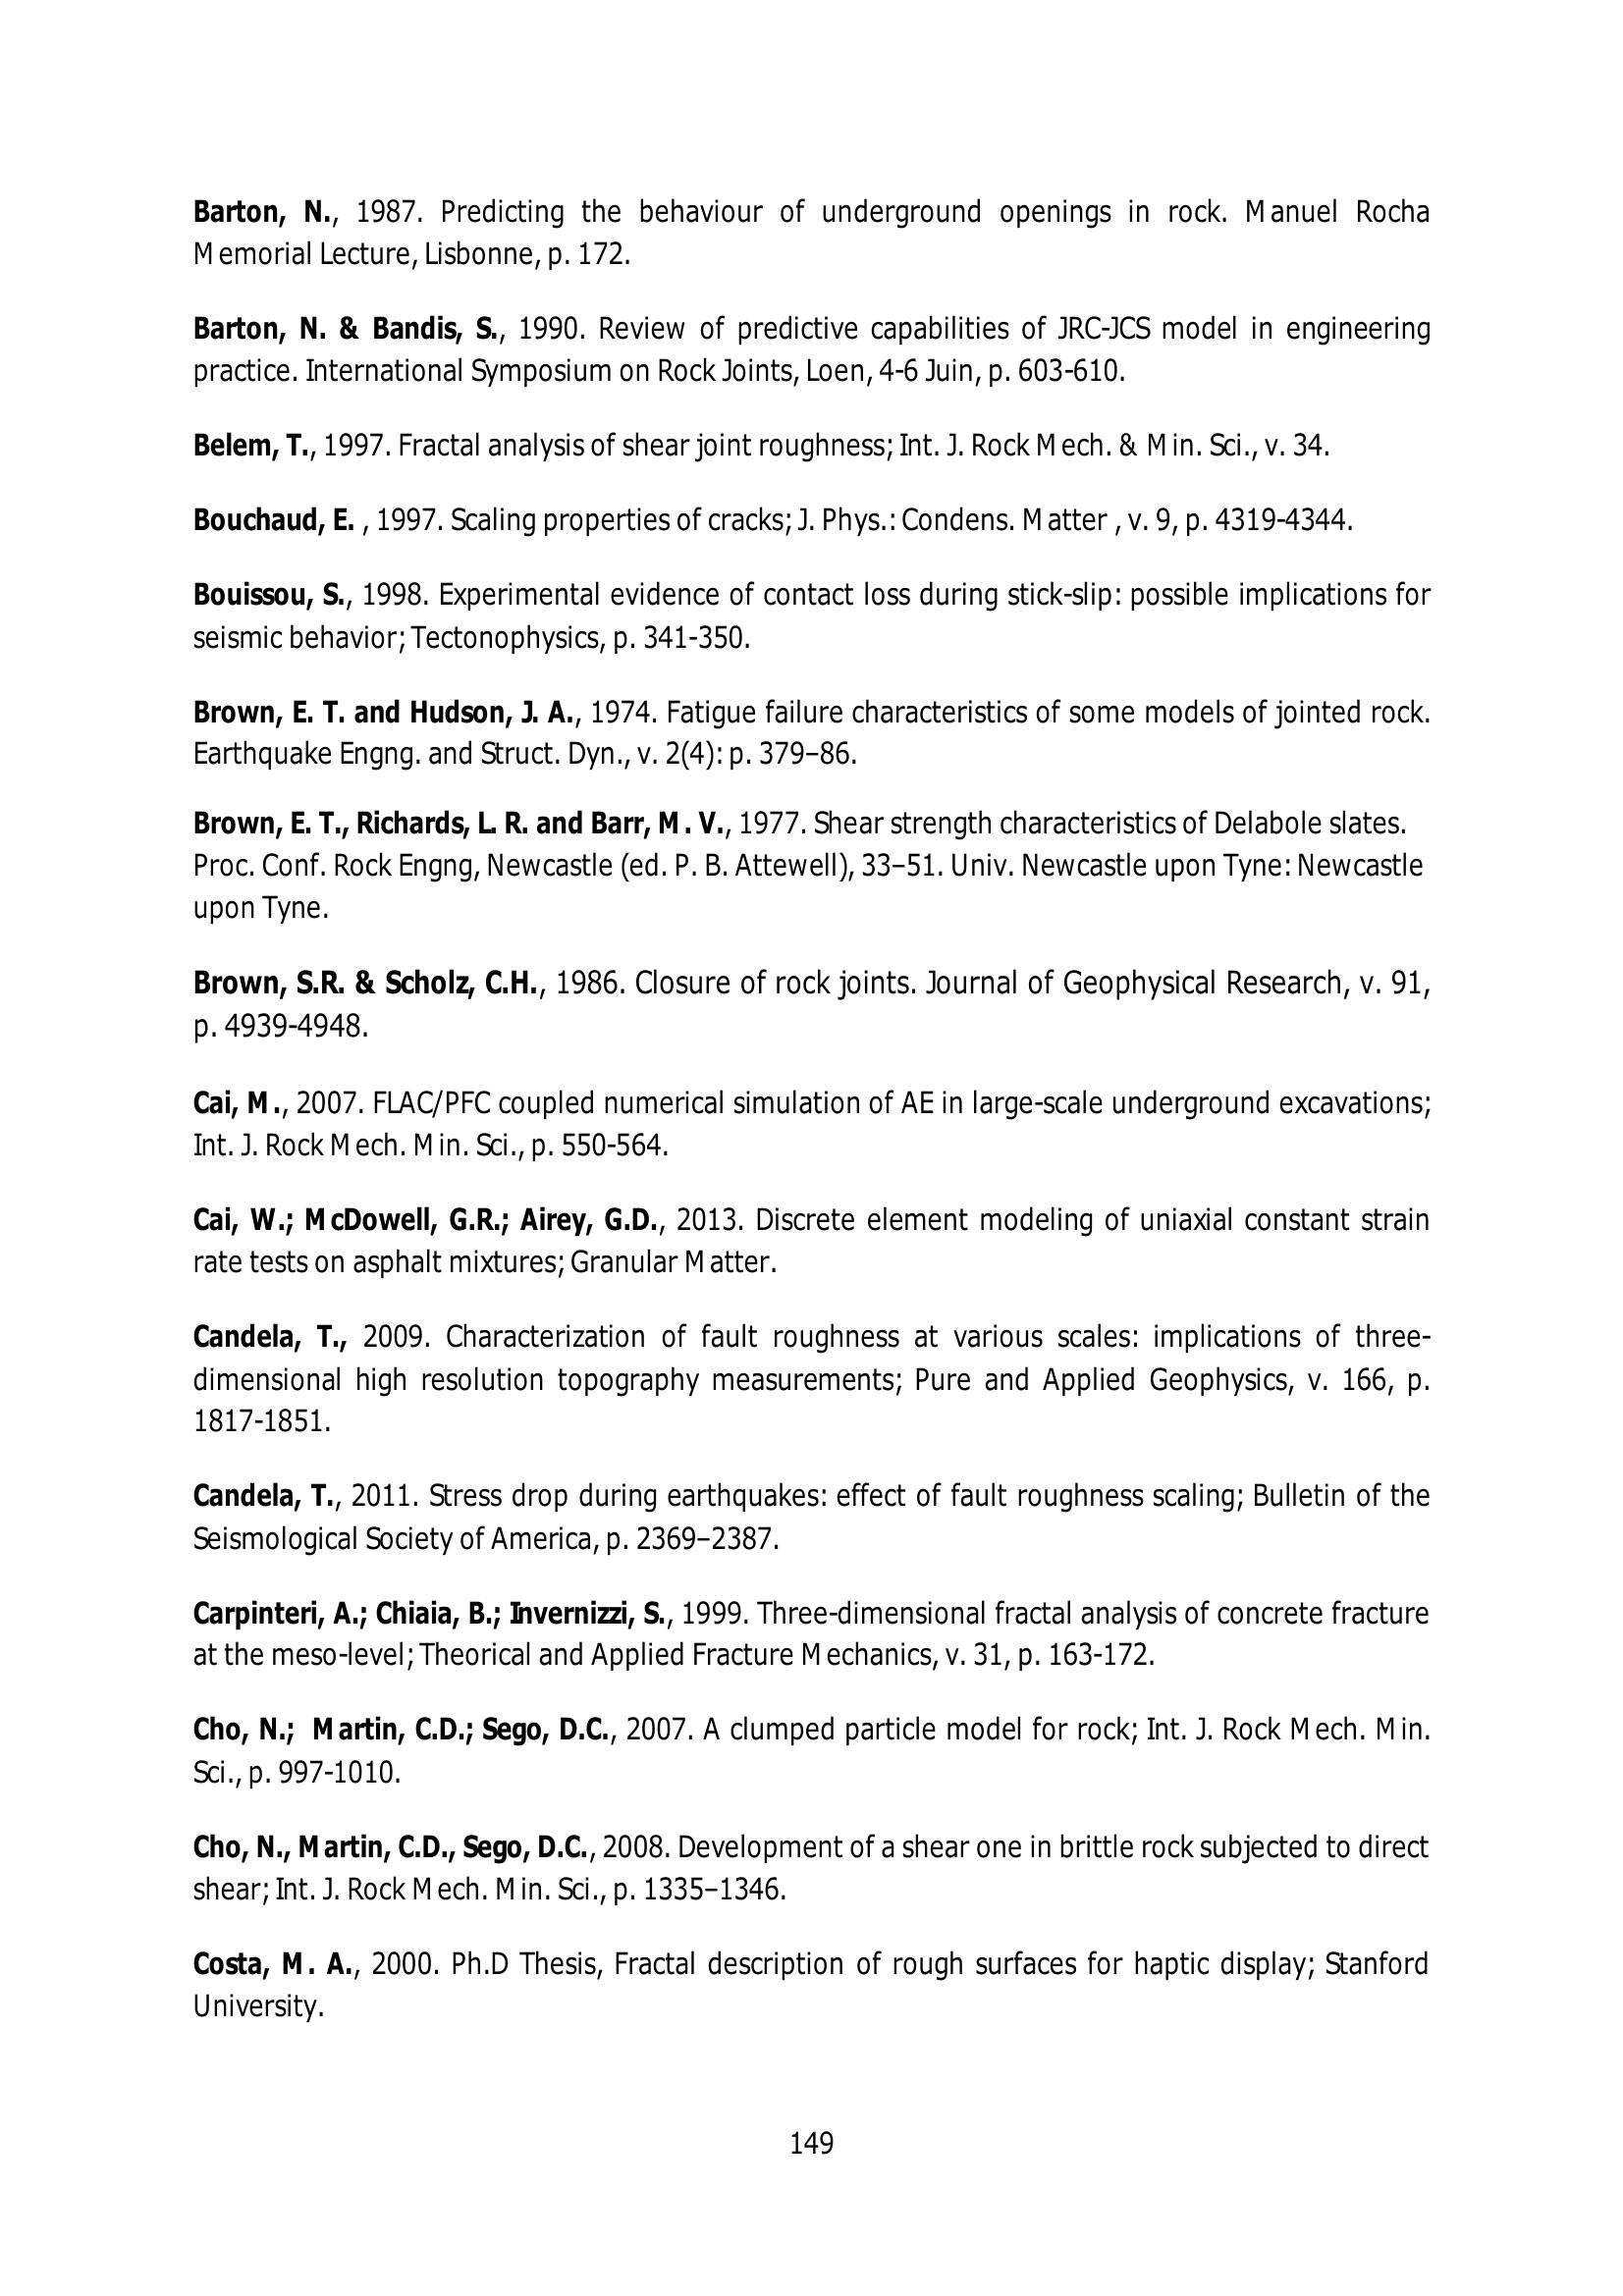 Barton, N., 1987. Predicting the behaviour of underground openings in rock. Manuel Rocha
Memorial Lecture, Lisbonne, p. 172.
Barton, N. & Bandis, S., 1990. Review of predictive capabilities of JRC-JCS model in engineering
practice. International Symposium on Rock Joints, Loen, 4-6 Juin, p. 603-610.
Belem, T., 1997. Fractal analysis of shear joint roughness; Int. J. Rock Mech. & Min. Sci., v. 34.
Bouchaud, E. , 1997. Scaling properties of cracks; J. Phys.: Condens. Matter , v. 9, p. 4319-4344.
Bouissou, S., 1998. Experimental evidence of contact loss during stick-slip: possible implications for
seismic behavior; Tectonophysics, p. 341-350.
Brown, E. T. and Hudson, J. A., 1974. Fatigue failure characteristics of some models of jointed rock.
Earthquake Engng. and Struct. Dyn., v. 2(4): p. 379–86.
Brown, E. T., Richards, L. R. and Barr, M. V., 1977. Shear strength characteristics of Delabole slates.
Proc. Conf. Rock Engng, Newcastle (ed. P. B. Attewell), 33–51. Univ. Newcastle upon Tyne: Newcastle
upon Tyne.
Brown, S.R. & Scholz, C.H., 1986. Closure of rock joints. Journal of Geophysical Research, v. 91,
p. 4939-4948.
Cai, M., 2007. FLAC/PFC coupled numerical simulation of AE in large-scale underground excavations;
Int. J. Rock Mech. Min. Sci., p. 550-564.
Cai, W.; McDowell, G.R.; Airey, G.D., 2013. Discrete element modeling of uniaxial constant strain
rate tests on asphalt mixtures; Granular Matter.
Candela, T., 2009. Characterization of fault roughness at various scales: implications of three-
dimensional high resolution topography measurements; Pure and Applied Geophysics, v. 166, p.
1817-1851.
Candela, T., 2011. Stress drop during earthquakes: effect of fault roughness scaling; Bulletin of the
Seismological Society of America, p. 2369–2387.
Carpinteri, A.; Chiaia, B.; Invernizzi, S., 1999. Three-dimensional fractal analysis of concrete fracture
at the meso-level; Theorical and Applied Fracture Mechanics, v. 31, p. 163-172.
Cho, N.; Martin, C.D.; Sego, D.C., 2007. A clumped particle model for rock; Int. J. Rock Mech. Min.
Sci., p. 997-1010.
Cho, N., Martin, C.D., Sego, D.C., 2008. Development of a shear one in brittle rock subjected to direct
shear; Int. J. Rock Mech. Min. Sci., p. 1335–1346.
Costa, M. A., 2000. Ph.D Thesis, Fractal description of rough surfaces for haptic display; Stanford
University.
149